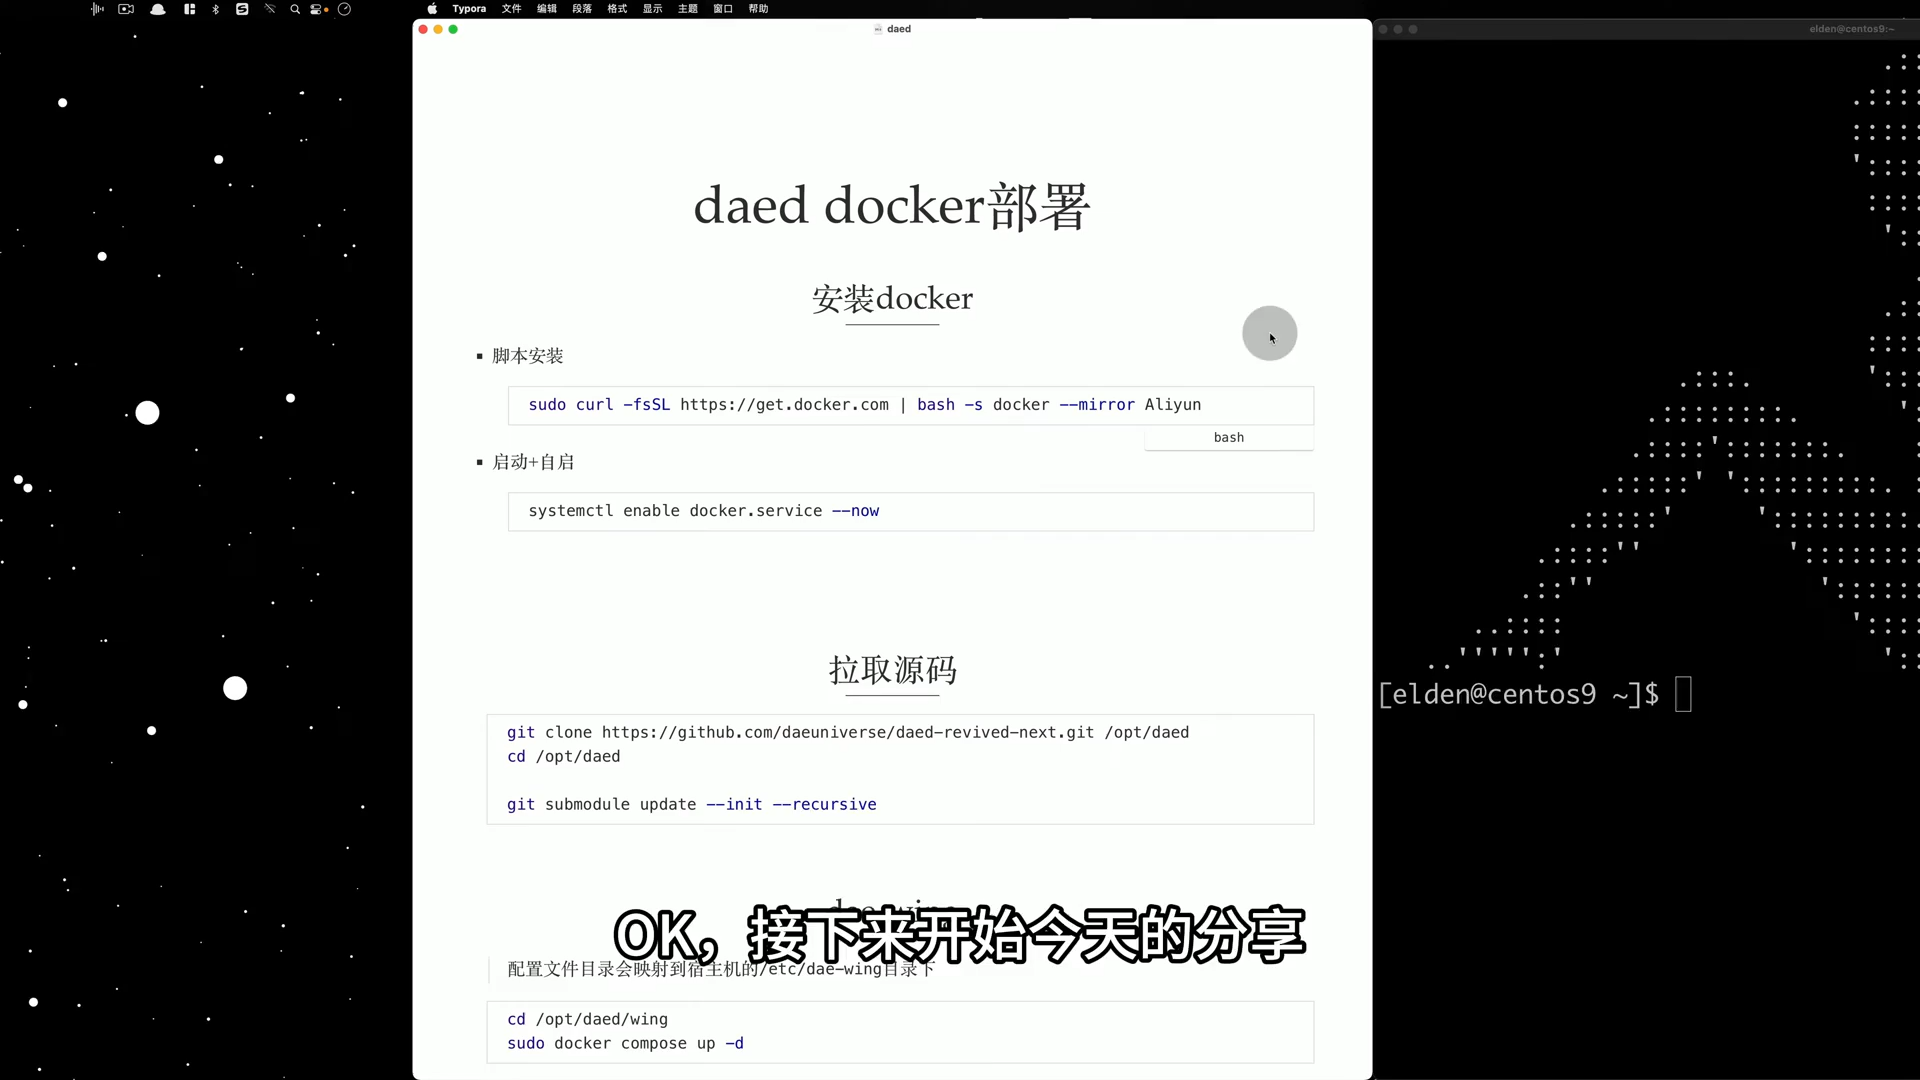 Typora 文件 编辑 段落 格式 显示 主题 窗口 帮助
daed
elden@centos9:~
daed docker部署
安装docker
脚本安装
sudo curl -fsSL https://get.docker.com | bash -s docker --mirror Aliyun
bash
启动+自启
systemctl enable docker.service --now
拉取源码
git clone https://github.com/daeuniverse/daed-revived-next.git /opt/daed
cd /opt/daed
git submodule update --init --recursive
OK，接下来开始今天的分享
配置文件目录会映射到宿主机的/etc/dae-wing目录下
cd /opt/daed/wing
sudo docker compose up -d
[elden@centos9 ~]$